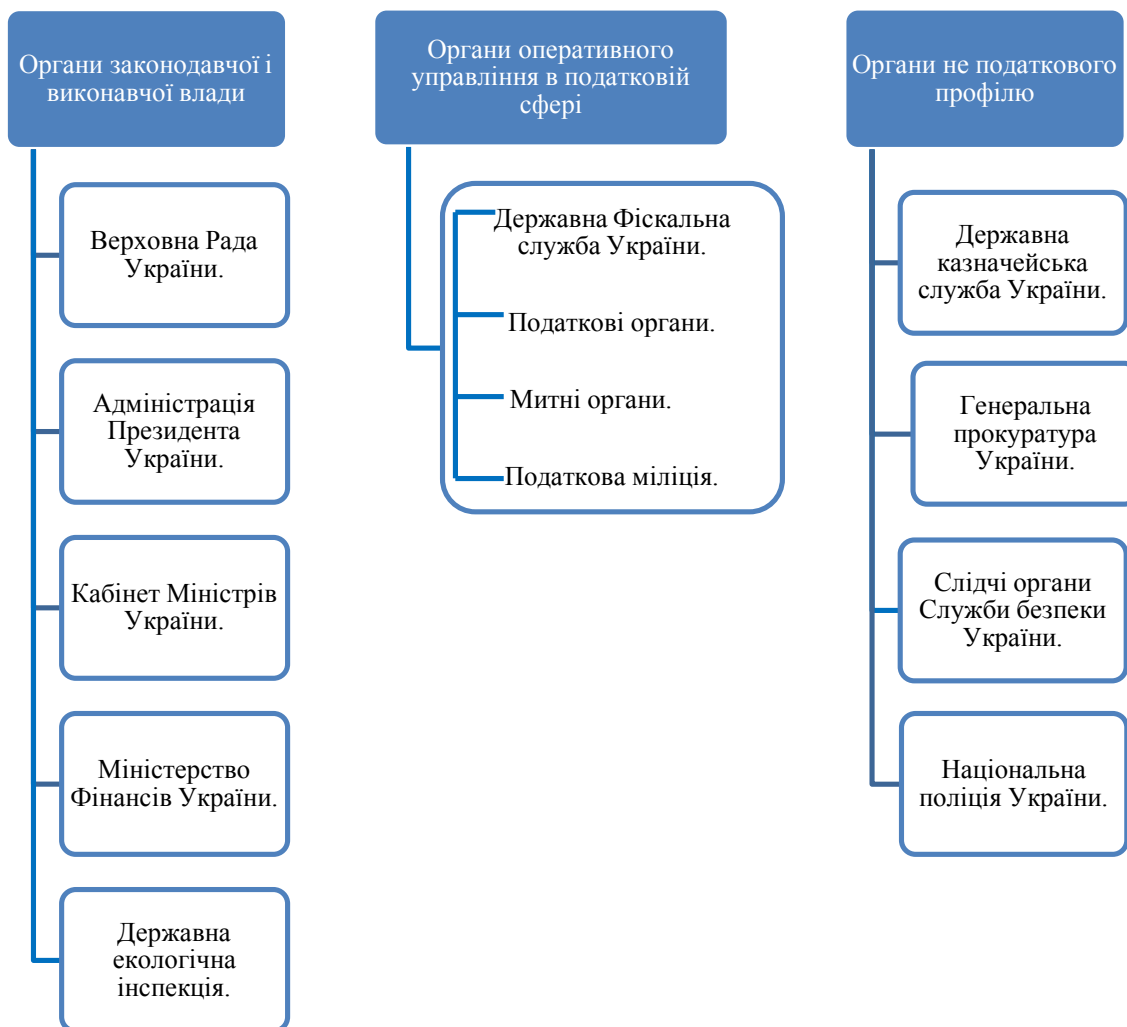 Органи законодавчої і
виконавчої влади
Верховна Рада
України.
Адміністрація
Президента
України.
Кабінет Міністрів
України.
Міністерство
Фінансів України.
Державна
екологічна
інспекція.
Органи оперативного
управління в податковій
сфері
Державна Фіскальна
служба України.
Податкові органи.
Митні органи.
Податкова міліція.
Органи не податкового
профілю
Державна
казначейська
служба України.
Генеральна
прокуратура
України.
Слідчі органи
Служби безпеки
України.
Національна
поліція України.